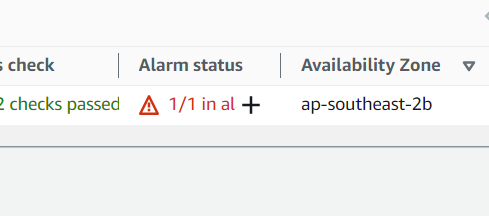 s check Alarm status Availability Zone
2 checks passed 1/1 in al ap-southeast-2b